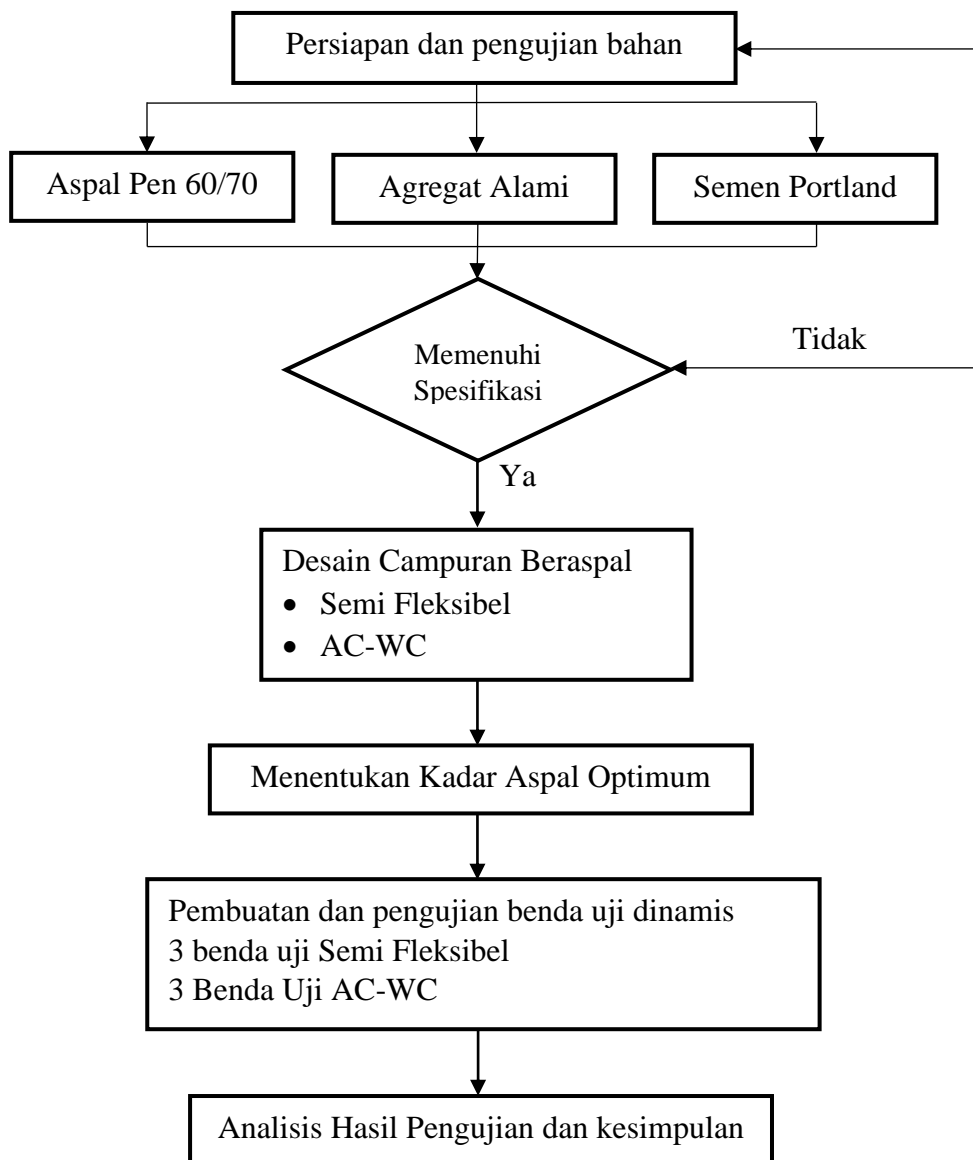 Persiapan dan pengujian bahan
Aspal Pen 60/70
Agregat Alami
Semen Portland
Memenuhi
Spesifikasi
Tidak
Ya
Desain Campuran Beraspal
• Semi Fleksibel
• AC-WC
Menentukan Kadar Aspal Optimum
Pembuatan dan pengujian benda uji dinamis
3 benda uji Semi Fleksibel
3 Benda Uji AC-WC
Analisis Hasil Pengujian dan kesimpulan